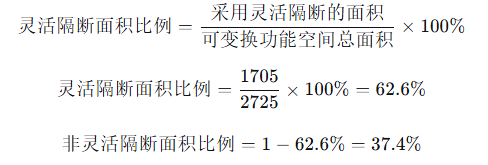 灵活隔断面积比例 = 采用灵活隔断的面积 / 可变换功能空间总面积 × 100%
灵活隔断面积比例 = 1705 / 2725 × 100% = 62.6%
非灵活隔断面积比例 = 1 − 62.6% = 37.4%